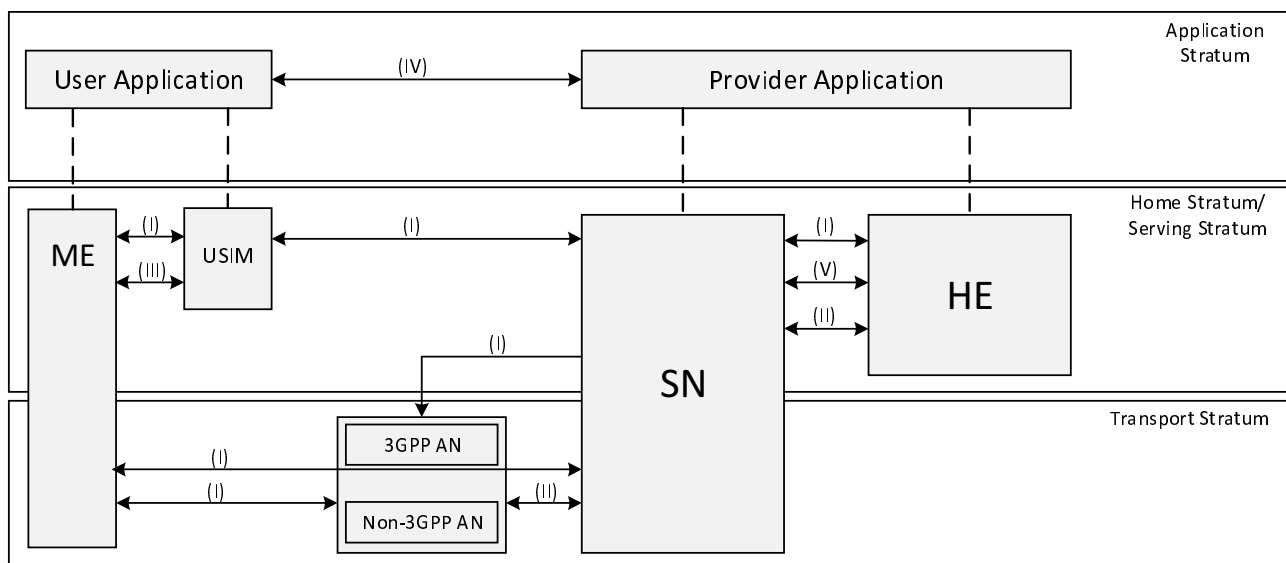 Application
Stratum
User Application
(IV)
Provider Application
Home Stratum/
Serving Stratum
ME
(I)
(III)
USIM
(I)
SN
(I)
(V)
(II)
HE
(I)
Transport Stratum
3GPP AN
(I)
(I)
(II)
Non-3GPP AN